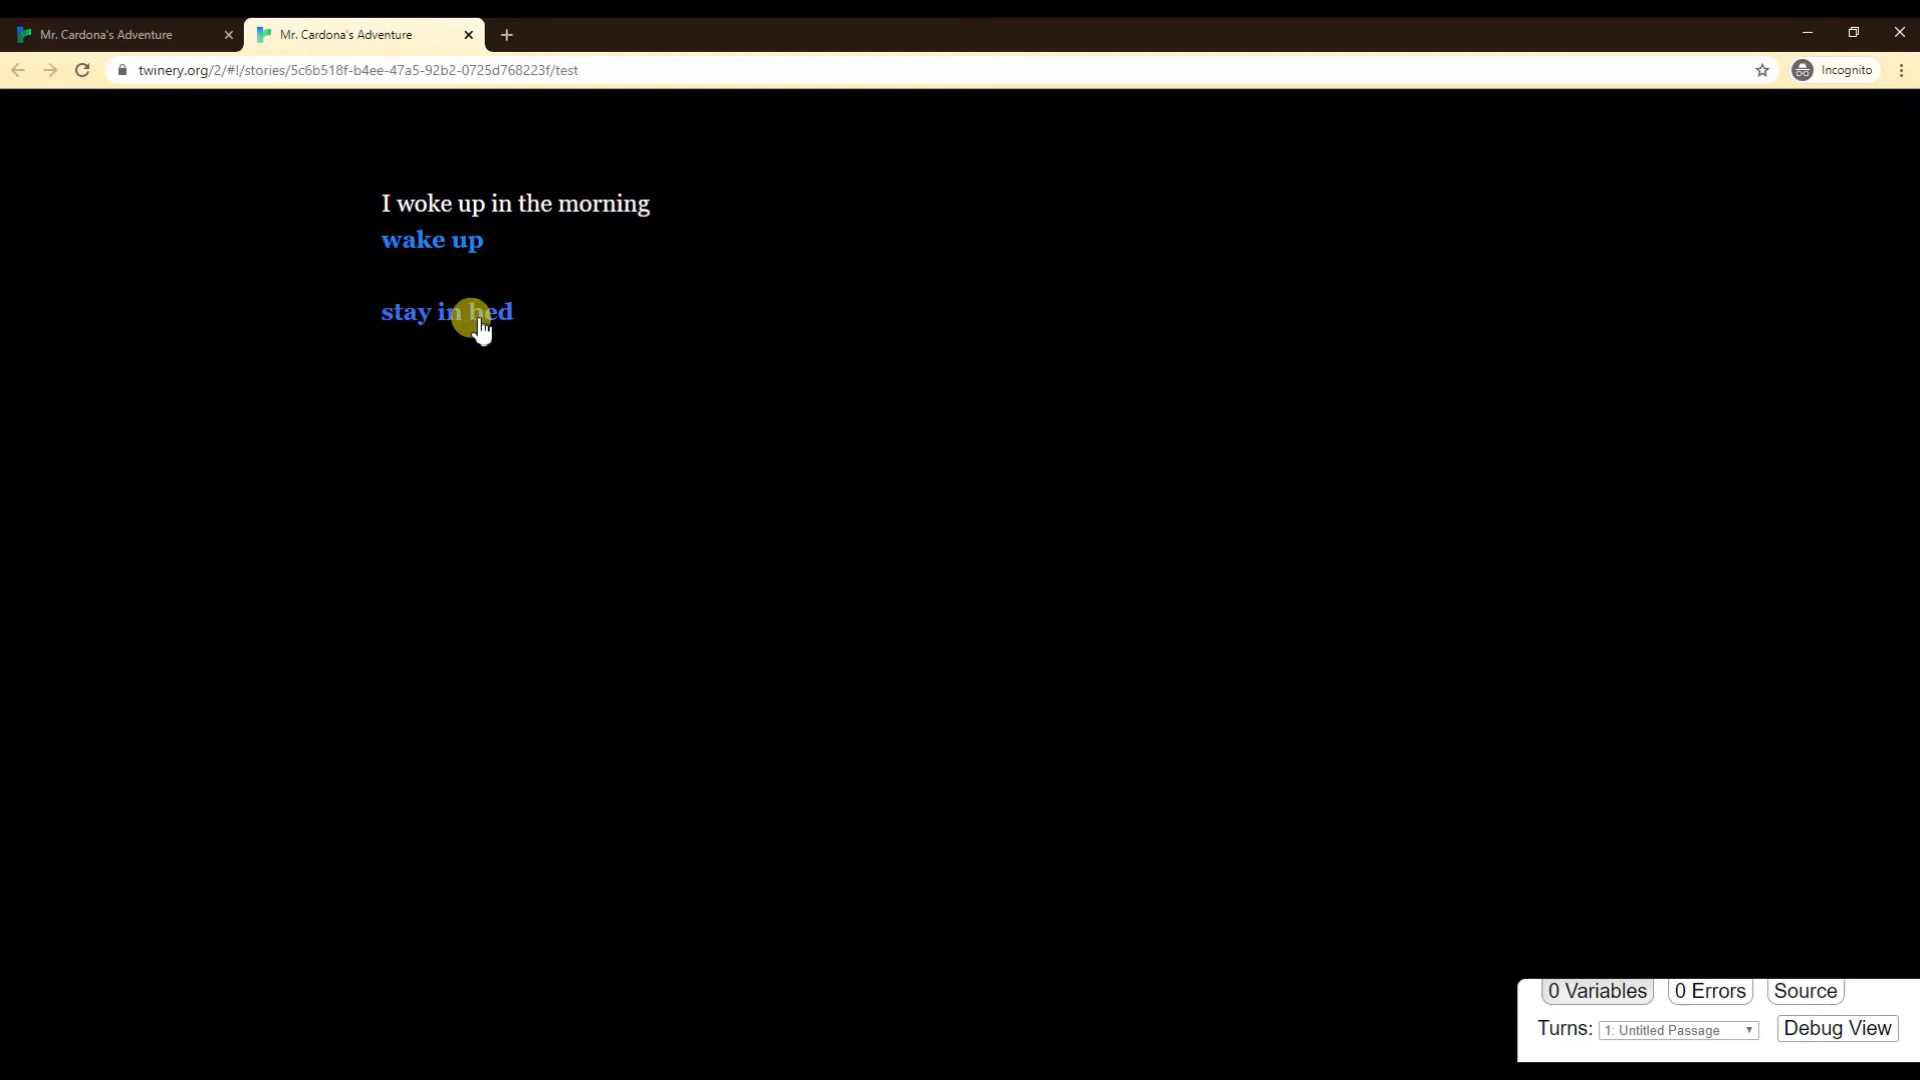 Mr. Cardona's Adventure
Mr. Cardona's Adventure
twinery.org/2/#!/stories/5c6b518f-b4ee-47a5-92b2-0725d768223f/test
Incognito
I woke up in the morning
wake up
stay in bed
0 Variables
0 Errors
Source
Turns:
1: Untitled Passage
Debug View